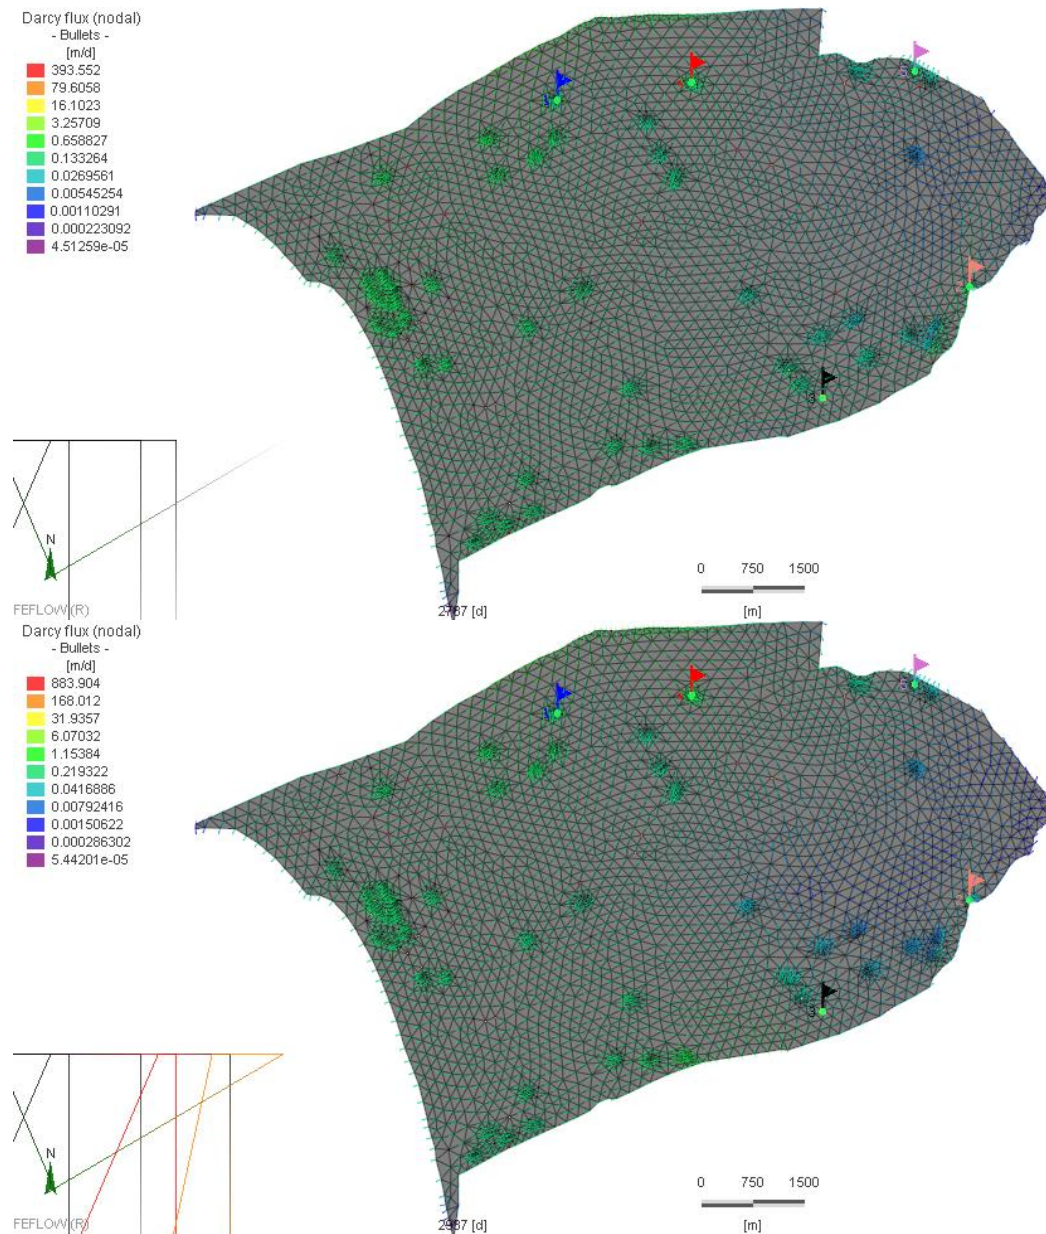 Darcy flux (nodal)
- Bullets -
[m/d]
393.552
79.6058
16.1023
3.25709
0.658827
0.133264
0.0269561
0.00545254
0.00110291
0.000223092
4.51259e-05
N
FEFLOW (R)
2787 [d]
0 750 1500
[m]
Darcy flux (nodal)
- Bullets -
[m/d]
883.904
168.012
31.9357
6.07032
1.15384
0.219322
0.0416886
0.00792416
0.00150622
0.000286302
5.44201e-05
N
FEFLOW (R)
2937 [d]
0 750 1500
[m]